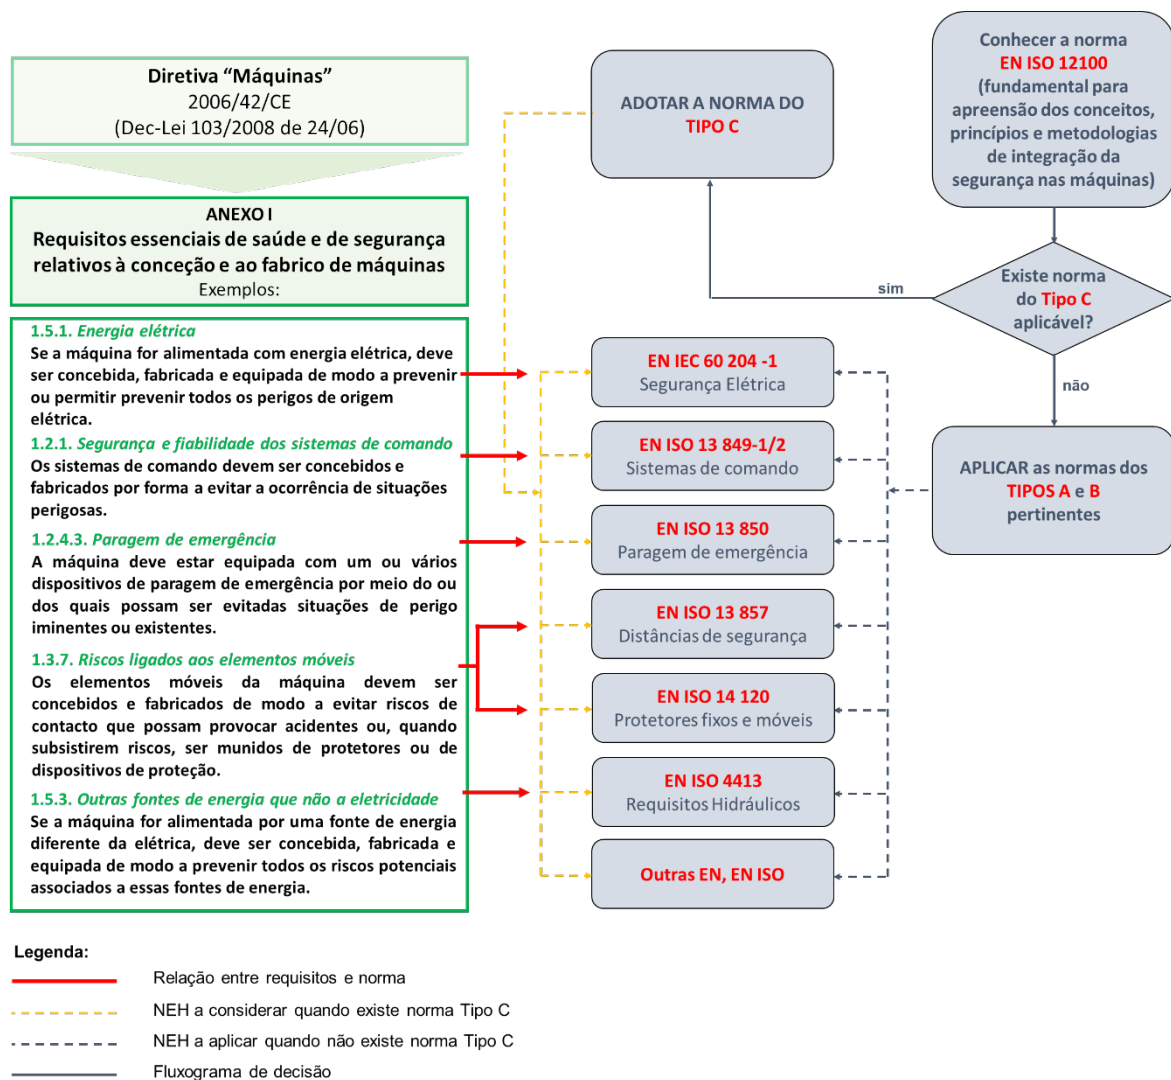 Diretiva “Máquinas”
2006/42/CE
(Dec-Lei 103/2008 de 24/06)
ANEXO I
Requisitos essenciais de saúde e de segurança
relativos à conceção e ao fabrico de máquinas
Exemplos:
1.5.1. Energia elétrica
Se a máquina for alimentada com energia elétrica, deve
ser concebida, fabricada e equipada de modo a prevenir
ou permitir prevenir todos os perigos de origem
elétrica.
1.2.1. Segurança e fiabilidade dos sistemas de comando
Os sistemas de comando devem ser concebidos e
fabricados por forma a evitar a ocorrência de situações
perigosas.
1.2.4.3. Paragem de emergência
A máquina deve estar equipada com um ou vários
dispositivos de paragem de emergência por meio do ou
dos quais possam ser evitadas situações de perigo
iminentes ou existentes.
1.3.7. Riscos ligados aos elementos móveis
Os elementos móveis da máquina devem ser
concebidos e fabricados de modo a evitar riscos de
contacto que possam provocar acidentes ou, quando
subsistirem riscos, ser munidos de protetores ou de
dispositivos de proteção.
1.5.3. Outras fontes de energia que não a eletricidade
Se a máquina for alimentada por uma fonte de energia
diferente da elétrica, deve ser concebida, fabricada e
equipada de modo a prevenir todos os riscos potenciais
associados a essas fontes de energia.
ADOTAR A NORMA DO
TIPO C
EN IEC 60 204 -1
Segurança Elétrica
EN ISO 13 849-1/2
Sistemas de comando
EN ISO 13 850
Paragem de emergência
EN ISO 13 857
Distâncias de segurança
EN ISO 14 120
Protetores fixos e móveis
EN ISO 4413
Requisitos Hidráulicos
Outras EN, EN ISO
Conhecer a norma
EN ISO 12100
(fundamental para
apreensão dos conceitos,
princípios e metodologias
de integração da
segurança nas máquinas)
sim
Existe norma
do Tipo C
aplicável?
não
APLICAR as normas dos
TIPOS A e B
pertinentes
Legenda:
Relação entre requisitos e norma
NEH a considerar quando existe norma Tipo C
NEH a aplicar quando não existe norma Tipo C
Fluxograma de decisão